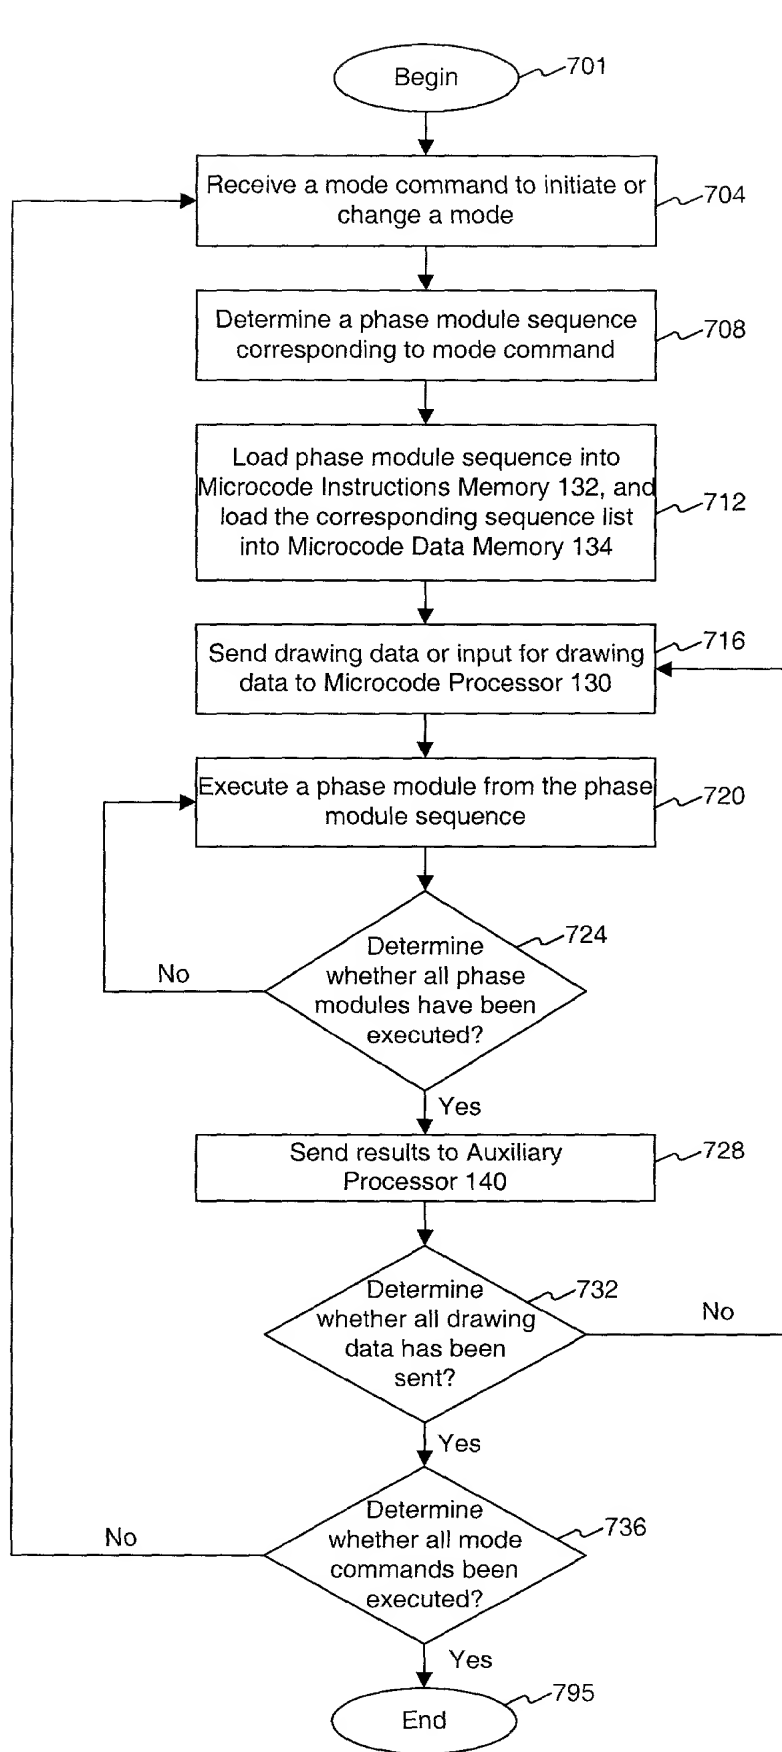 Begin
701
Receive a mode command to initiate or
change a mode
704
Determine a phase module sequence
corresponding to mode command
708
Load phase module sequence into
Microcode Instructions Memory 132, and
load the corresponding sequence list
into Microcode Data Memory 134
712
Send drawing data or input for drawing
data to Microcode Processor 130
716
Execute a phase module from the phase
module sequence
720
Determine
whether all phase
modules have been
executed?
724
No
Yes
Send results to Auxiliary
Processor 140
728
Determine
whether all drawing
data has been
sent?
732
No
Yes
Determine
whether all mode
commands been
executed?
736
No
Yes
End
795